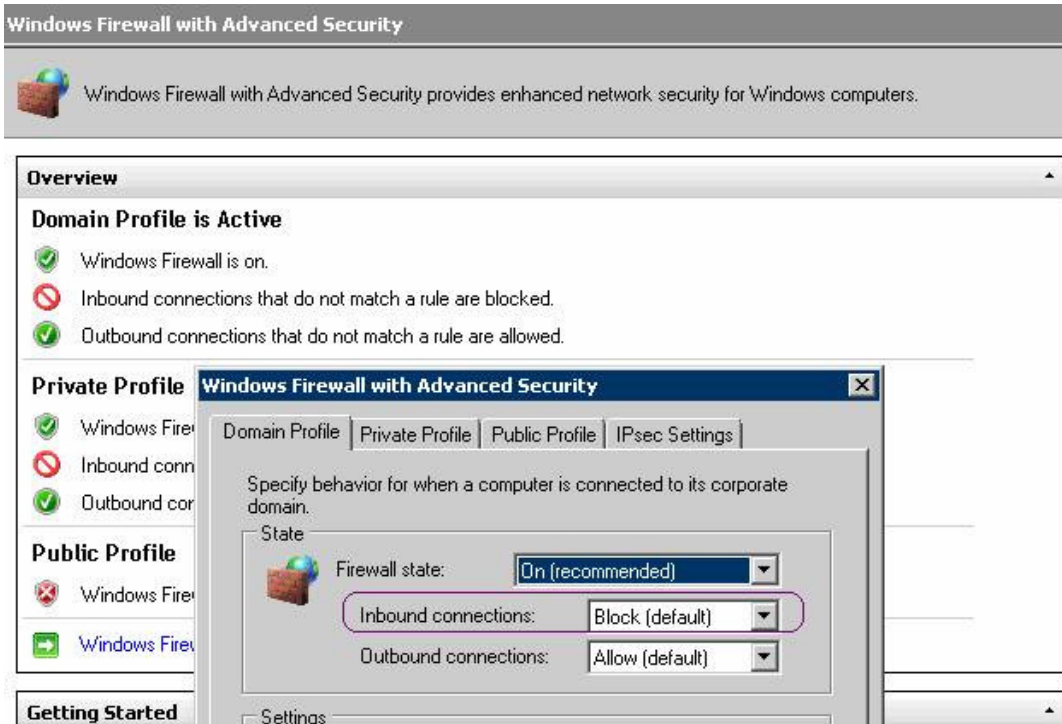 Windows Firewall with Advanced Security
Windows Firewall with Advanced Security provides enhanced network security for Windows computers.
Overview
Domain Profile is Active
Windows Firewall is on.
Inbound connections that do not match a rule are blocked.
Outbound connections that do not match a rule are allowed.
Private Profile
Windows Fire
Inbound conn
Outbound cor
Public Profile
Windows Fire
Windows Firew
Getting Started
Windows Firewall with Advanced Security
Domain Profile Private Profile Public Profile IPsec Settings
Specify behavior for when a computer is connected to its corporate
domain.
State
Firewall state: On (recommended)
Inbound connections: Block (default)
Outbound connections: Allow (default)
Settings